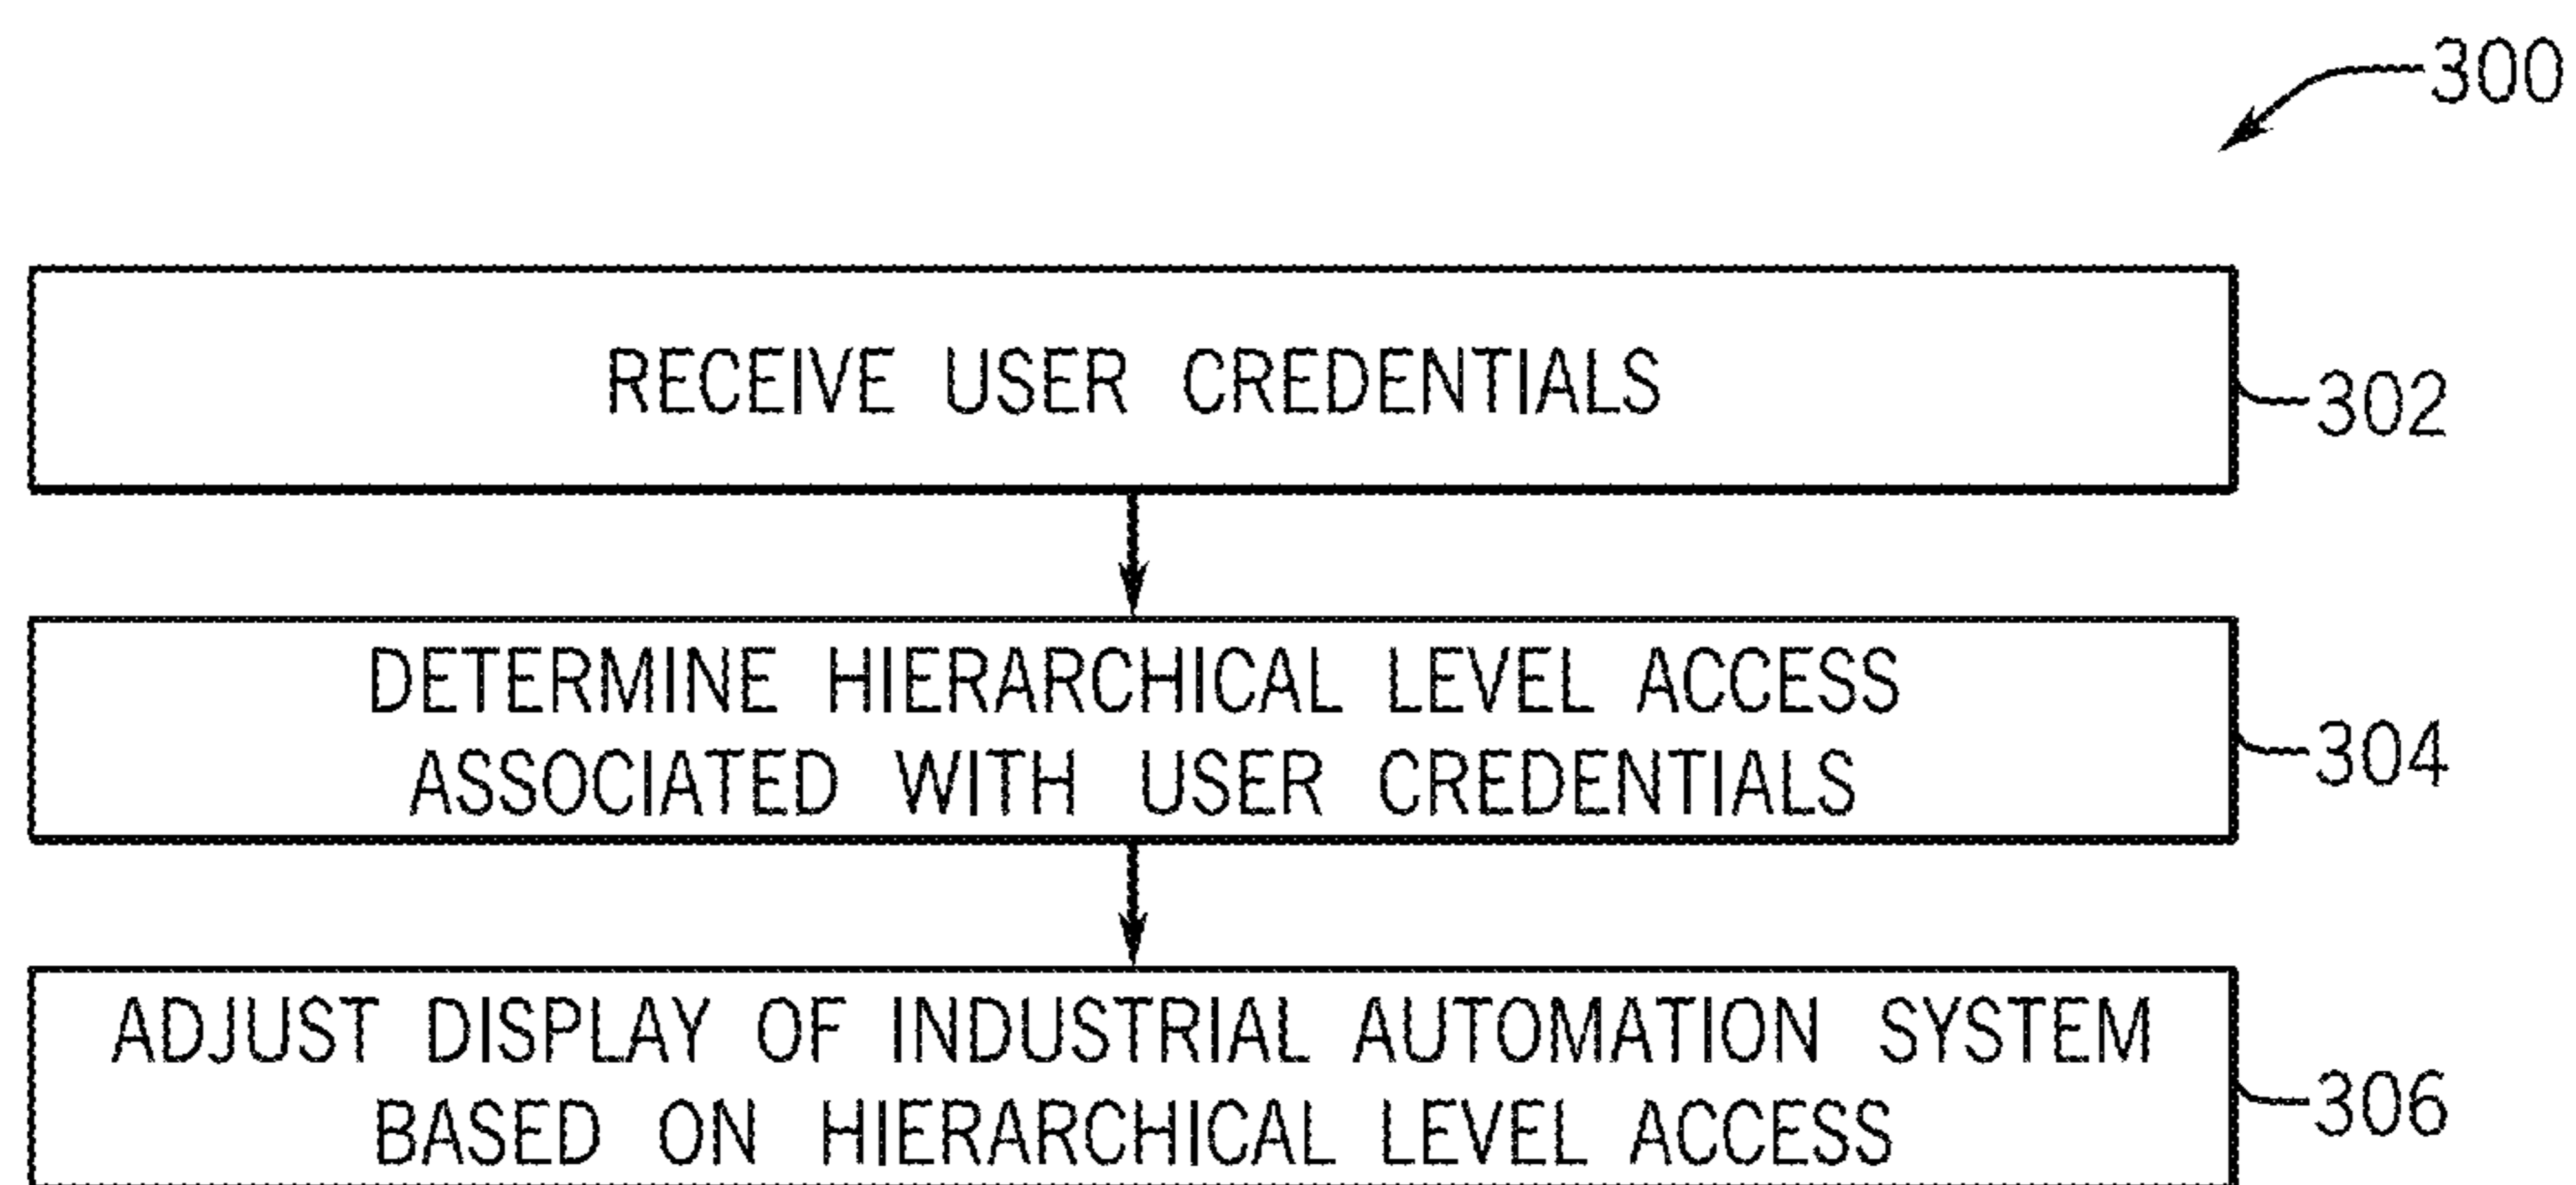 300
RECEIVE USER CREDENTIALS
302
DETERMINE HIERARCHICAL LEVEL ACCESS
ASSOCIATED WITH USER CREDENTIALS
304
ADJUST DISPLAY OF INDUSTRIAL AUTOMATION SYSTEM
BASED ON HIERARCHICAL LEVEL ACCESS
306